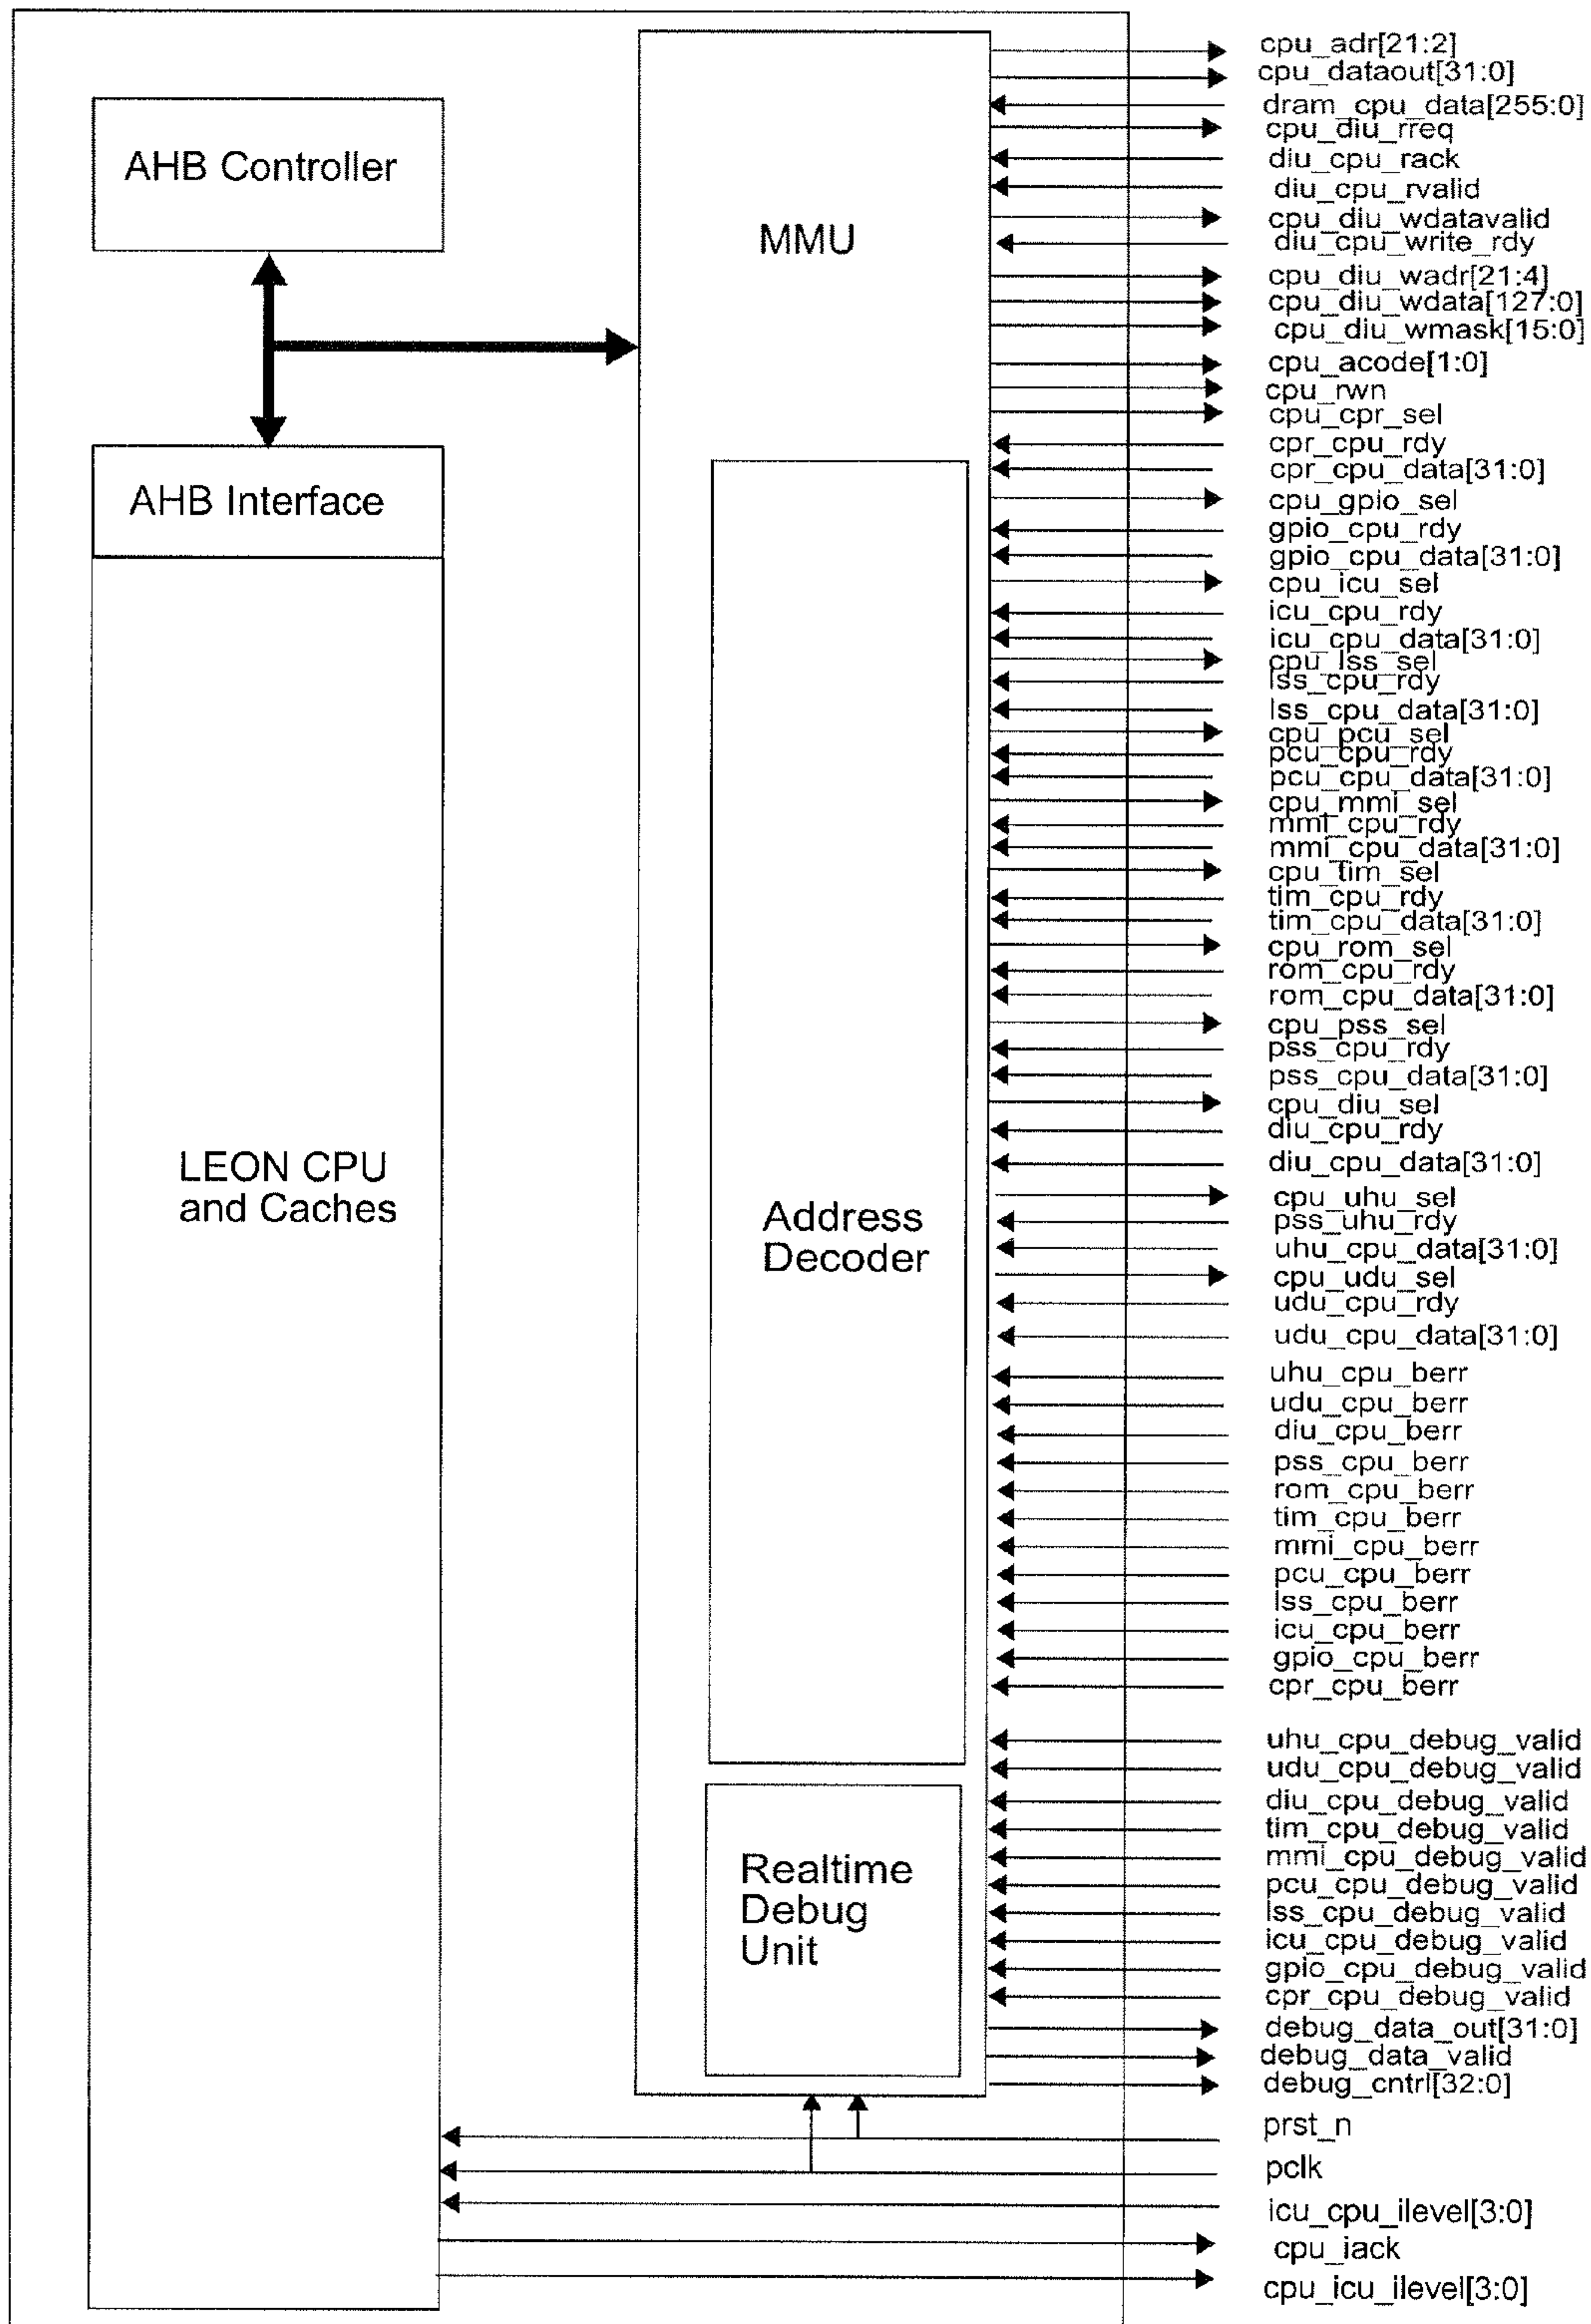 AHB Controller
AHB Interface
LEON CPU
and Caches
MMU
Address
Decoder
Realtime
Debug
Unit
cpu_adr[21:2]
cpu_dataout[31:0]
dram_cpu_data[255:0]
cpu_diu_rreq
diu_cpu_rack
diu_cpu_rvalid
cpu_diu_wdatavalid
diu_cpu_write_rdy
cpu_diu_wadr[21:4]
cpu_diu_wdata[127:0]
cpu_diu_wmask[15:0]
cpu_acode[1:0]
cpu_rwn
cpu_cpr_sel
cpr_cpu_rdy
cpr_cpu_data[31:0]
cpu_gpio_sel
gpio_cpu_rdy
gpio_cpu_data[31:0]
cpu_icu_sel
icu_cpu_rdy
icu_cpu_data[31:0]
cpu_lss_sel
lss_cpu_rdy
lss_cpu_data[31:0]
cpu_pcu_sel
pcu_cpu_rdy
pcu_cpu_data[31:0]
cpu_mmi_sel
mmi_cpu_rdy
mmi_cpu_data[31:0]
cpu_tim_sel
tim_cpu_rdy
tim_cpu_data[31:0]
cpu_rom_sel
rom_cpu_rdy
rom_cpu_data[31:0]
cpu_pss_sel
pss_cpu_rdy
pss_cpu_data[31:0]
cpu_diu_sel
diu_cpu_rdy
diu_cpu_data[31:0]
cpu_uhu_sel
pss_uhu_rdy
uhu_cpu_data[31:0]
cpu_udu_sel
udu_cpu_rdy
udu_cpu_data[31:0]
uhu_cpu_berr
udu_cpu_berr
diu_cpu_berr
pss_cpu_berr
rom_cpu_berr
tim_cpu_berr
mmi_cpu_berr
pcu_cpu_berr
lss_cpu_berr
icu_cpu_berr
gpio_cpu_berr
cpr_cpu_berr
uhu_cpu_debug_valid
udu_cpu_debug_valid
diu_cpu_debug_valid
tim_cpu_debug_valid
mmi_cpu_debug_valid
pcu_cpu_debug_valid
lss_cpu_debug_valid
icu_cpu_debug_valid
gpio_cpu_debug_valid
cpr_cpu_debug_valid
debug_data_out[31:0]
debug_data_valid
debug_cntrl[32:0]
prst_n
pclk
icu_cpu_ilevel[3:0]
cpu_iack
cpu_icu_ilevel[3:0]